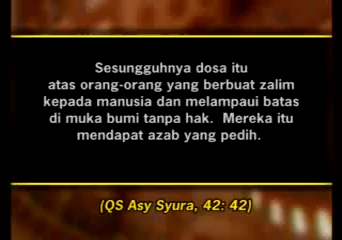 Sesungguhnya dosa itu
atas orang-orang yang berbuat zalim
kepada manusia dan melampaui batas
di muka bumi tanpa hak. Mereka itu
mendapat azab yang pedih.
(QS Asy Syura, 42: 42)